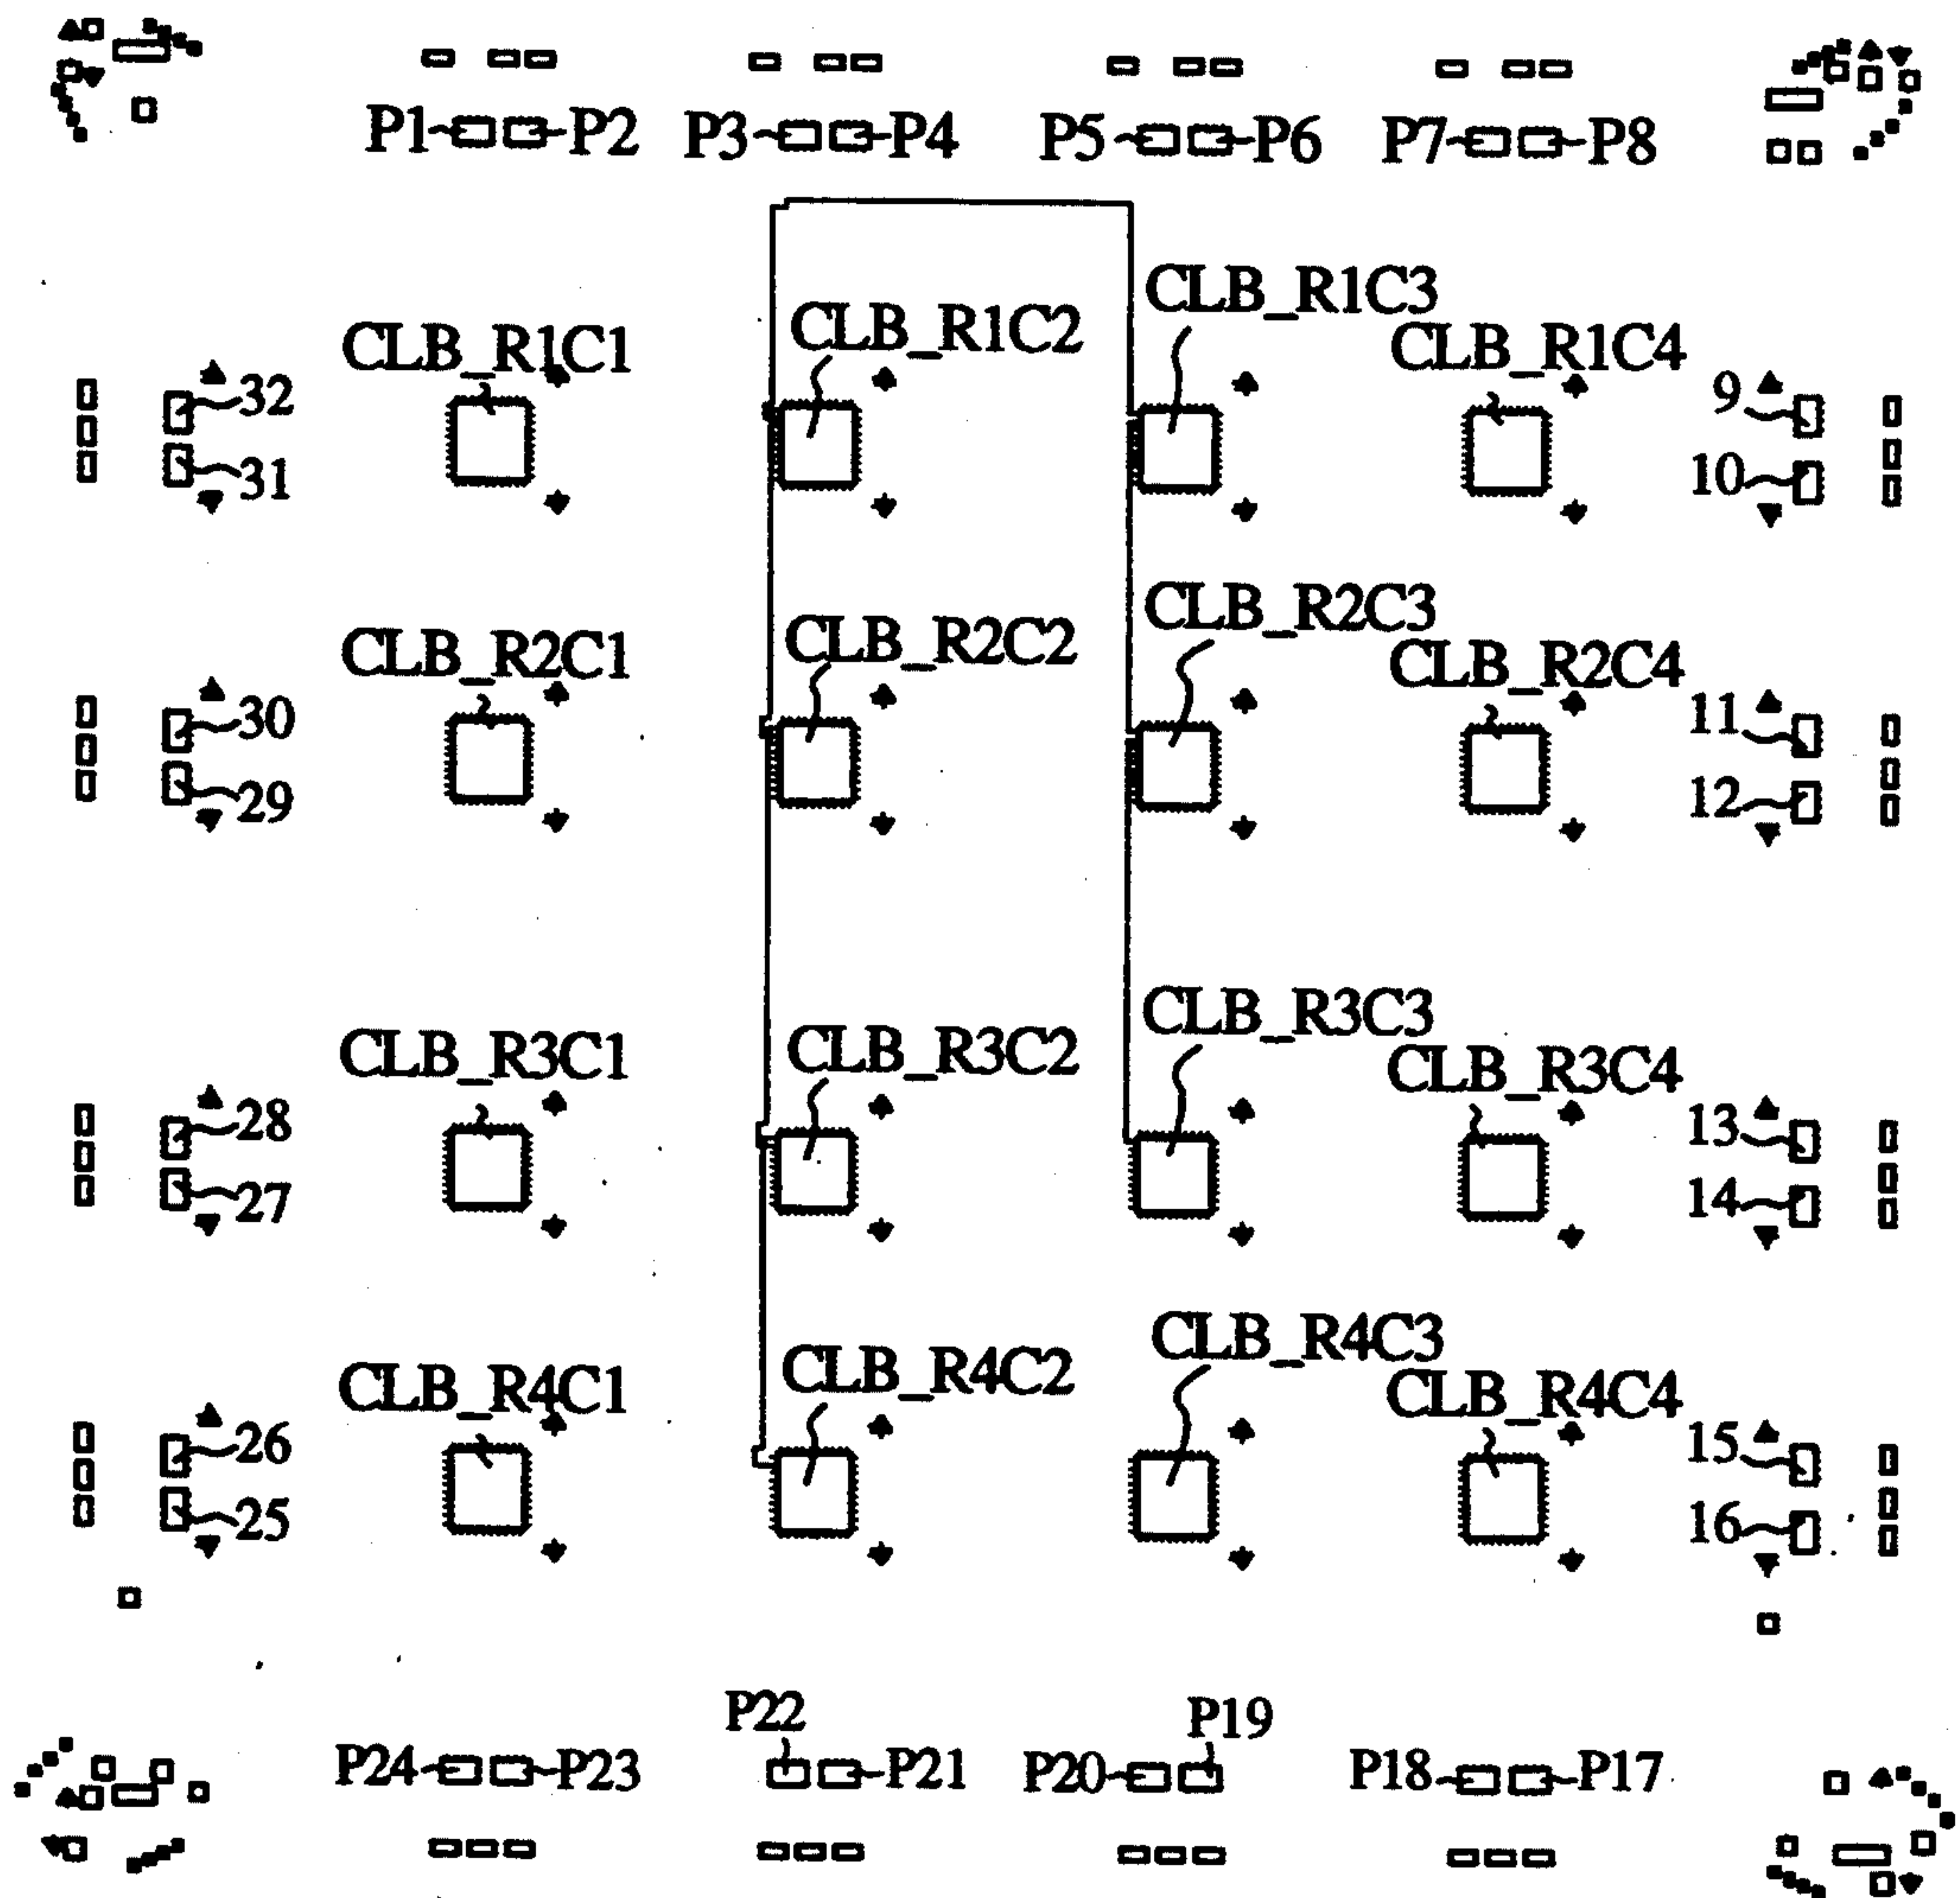 P1 P2 P3 P4 P5 P6 P7 P8
CLB_R1C3
CLB_R1C2
CLB_R1C1 CLB_R1C4
32 9
31 10
CLB_R2C3
CLB_R2C2
CLB_R2C1 CLB_R2C4
30 11
29 12
CLB_R3C3
CLB_R3C2
CLB_R3C1 CLB_R3C4
28 13
27 14
CLB_R4C3
CLB_R4C2
CLB_R4C1 CLB_R4C4
26 15
25 16
P22 P19
P24 P23 P21 P20 P18 P17